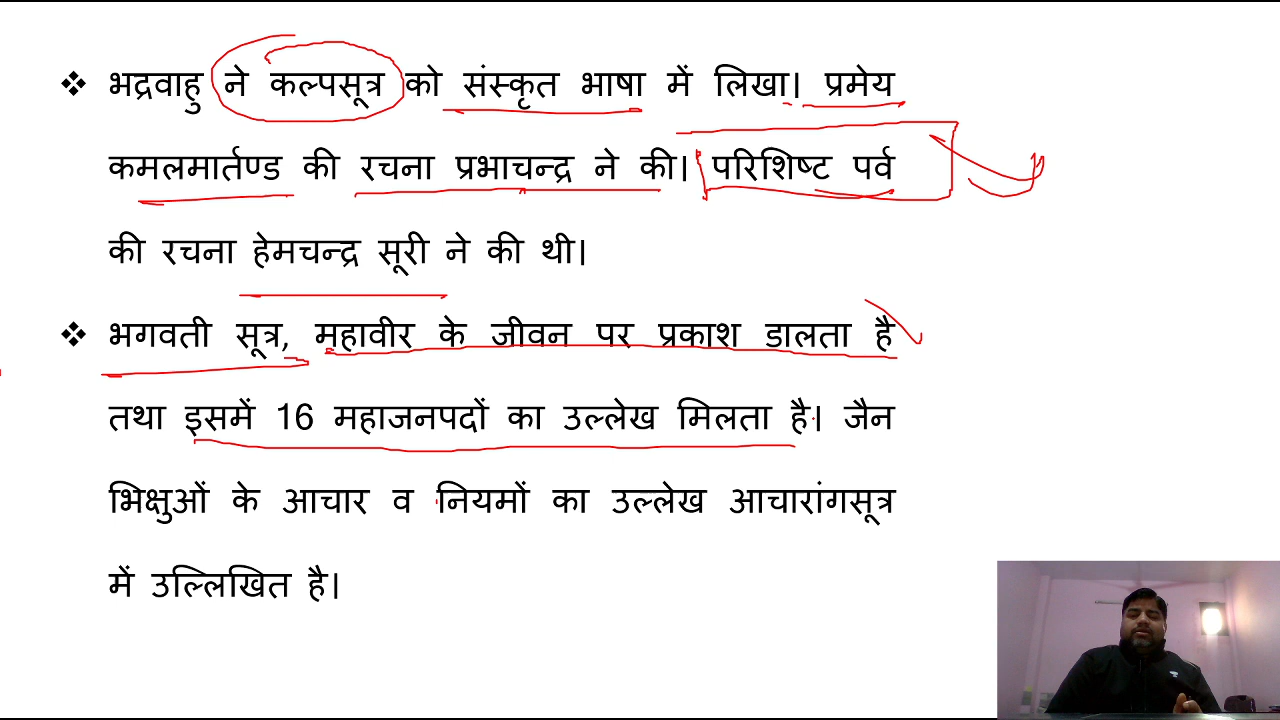 ❖ भद्रवाहु ने कल्पसूत्र को संस्कृत भाषा में लिखा। प्रमेय
कमलमार्तण्ड की रचना प्रभाचन्द्र ने की। परिशिष्ट पर्व
की रचना हेमचन्द्र सूरी ने की थी।
❖ भगवती सूत्र, महावीर के जीवन पर प्रकाश डालता है
तथा इसमें 16 महाजनपदों का उल्लेख मिलता है। जैन
भिक्षुओं के आचार व नियमों का उल्लेख आचारांगसूत्र
में उल्लिखित है।